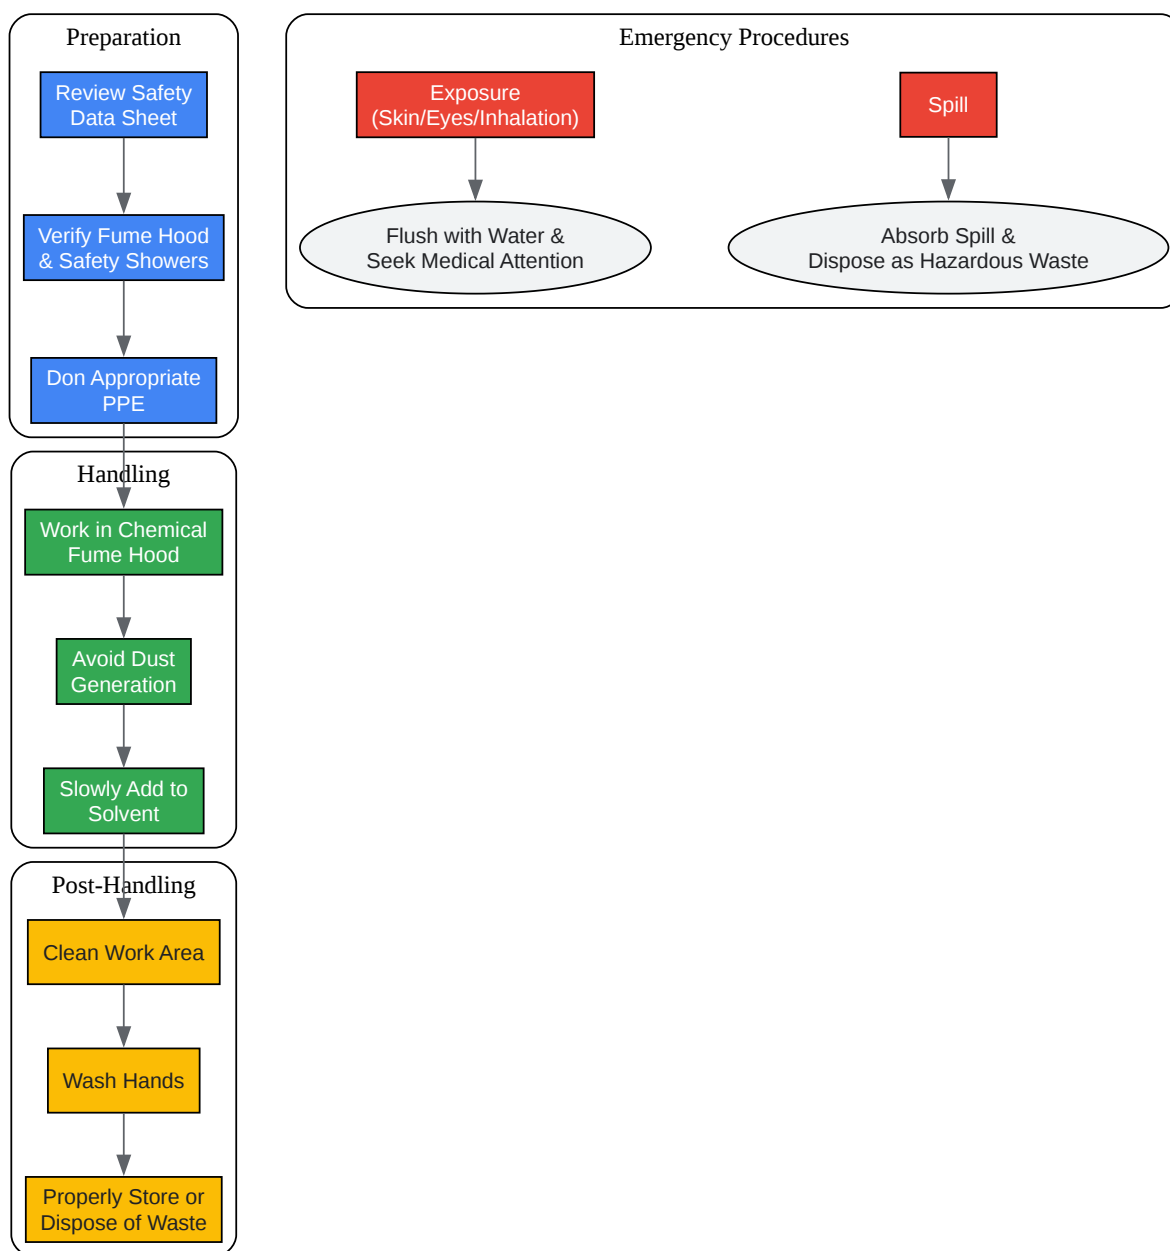 Preparation
Review Safety
Data Sheet
Verify Fume Hood
& Safety Showers
Don Appropriate
PPE
Handling
Work in Chemical
Fume Hood
Avoid Dust
Generation
Slowly Add to
Solvent
Post-Handling
Clean Work Area
Wash Hands
Properly Store or
Dispose of Waste
Emergency Procedures
Exposure
(Skin/Eyes/Inhalation)
Flush with Water &
Seek Medical Attention
Spill
Absorb Spill &
Dispose as Hazardous Waste